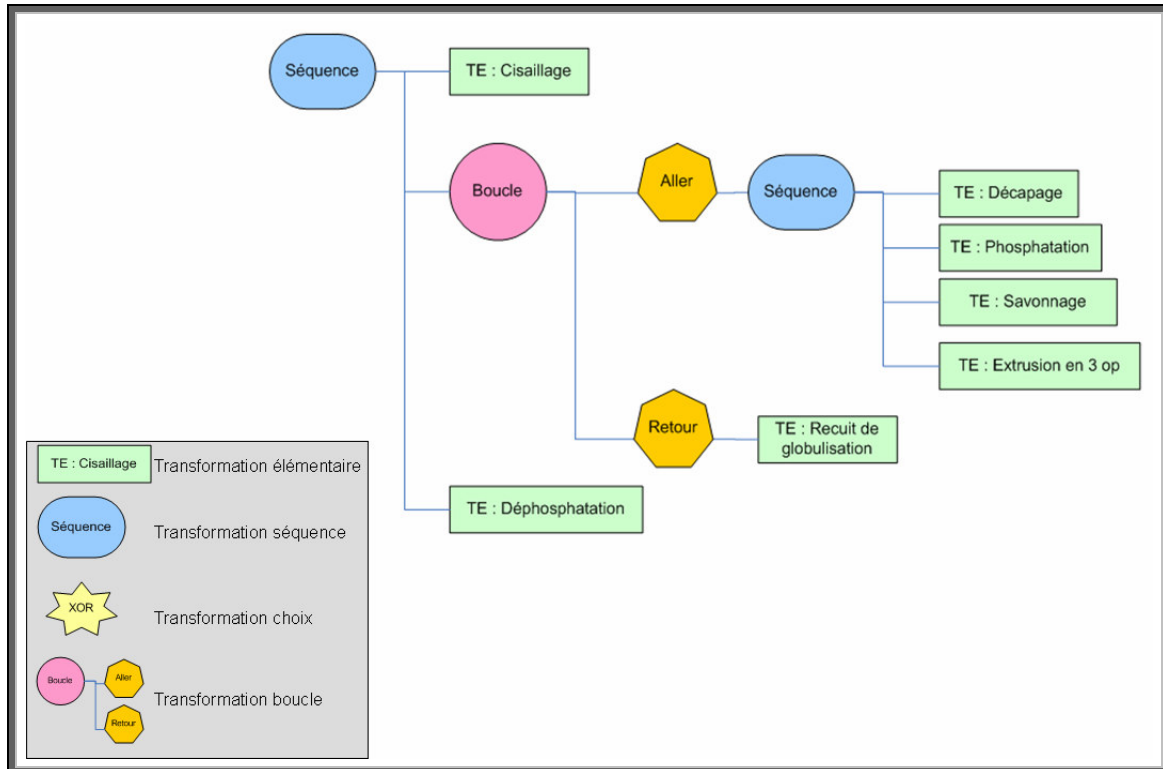 Séquence
TE : Cisaillage
Boucle
Aller
Séquence
TE : Décapage
TE : Phosphatation
TE : Savonnage
TE : Extrusion en 3 op
Retour
TE : Recuit de
globulisation
TE : Déphosphatation
TE : Cisaillage
Transformation élémentaire
Séquence
Transformation séquence
XOR
Transformation choix
Boucle
Aller
Retour
Transformation boucle